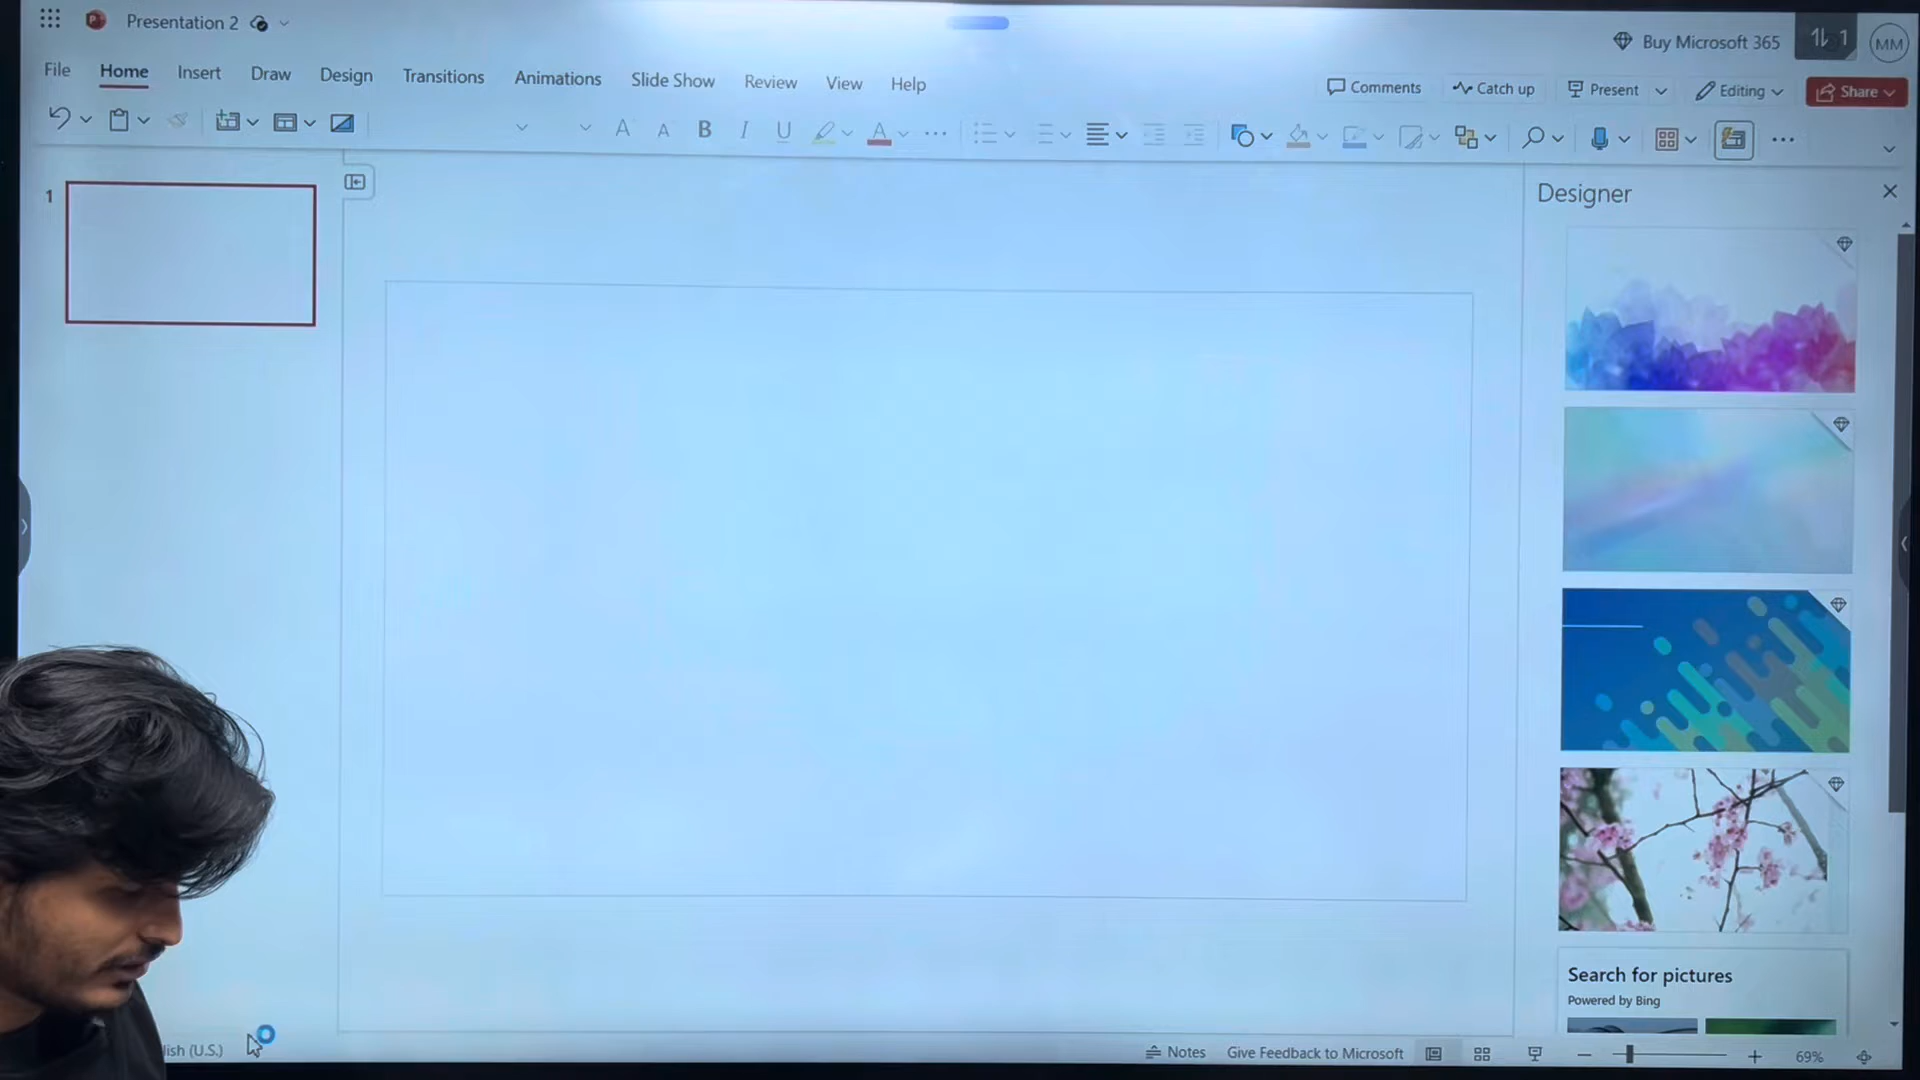 Presentation 2
Buy Microsoft 365
1
MM
File
Home
Insert
Draw
Design
Transitions
Animations
Slide Show
Review
View
Help
Comments
Catch up
Present
Editing
Share
A
A
B
I
U
A
1
Designer
Search for pictures
Powered by Bing
lish (U.S.)
Notes
Give Feedback to Microsoft
69%